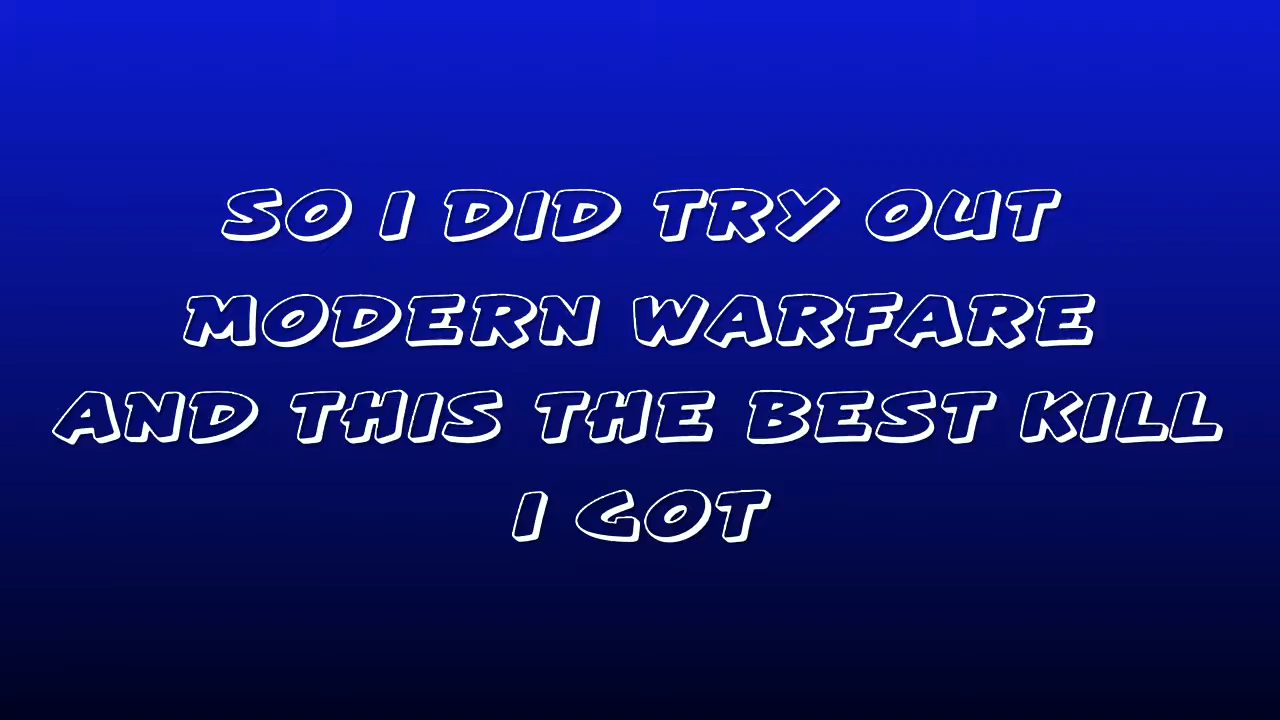 SO I DID TRY OUT
MODERN WARFARE
AND THIS THE BEST KILL
I GOT